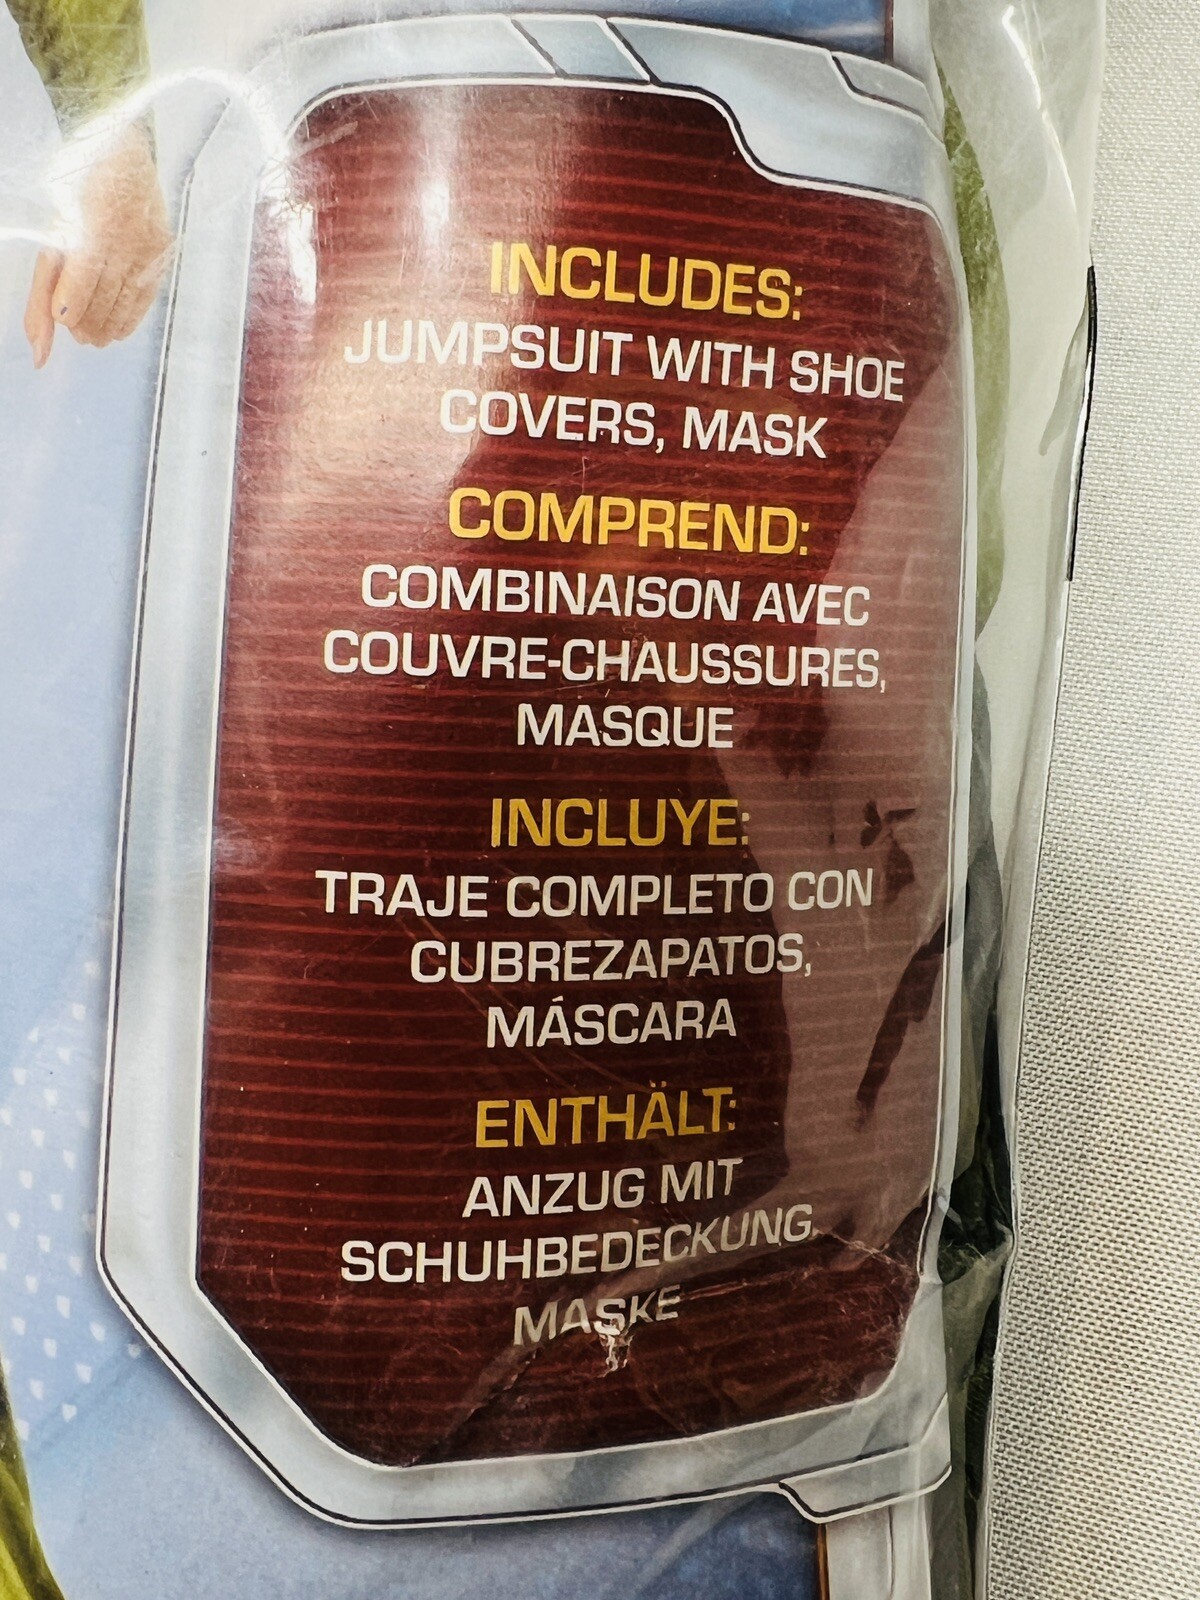 INCLUDES:
JUMPSUIT WITH SHOE
COVERS, MASK
COMPREND:
COMBINAISON AVEC
COUVRE-CHAUSSURES,
MASQUE
INCLUYE:
TRAJE COMPLETO CON
CUBREZAPATOS,
MÁSCARA
ENTHÄLT:
ANZUG MIT
SCHUHBEDECKUNG,
MASKE